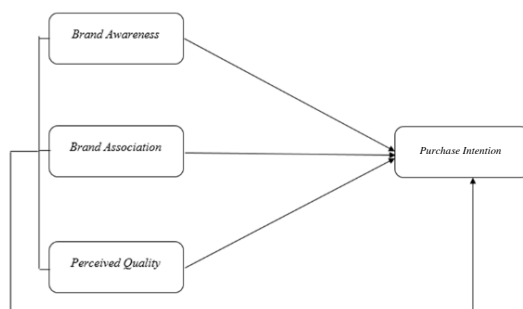 Brand Awareness
Brand Association
Purchase Intention
Perceived Quality